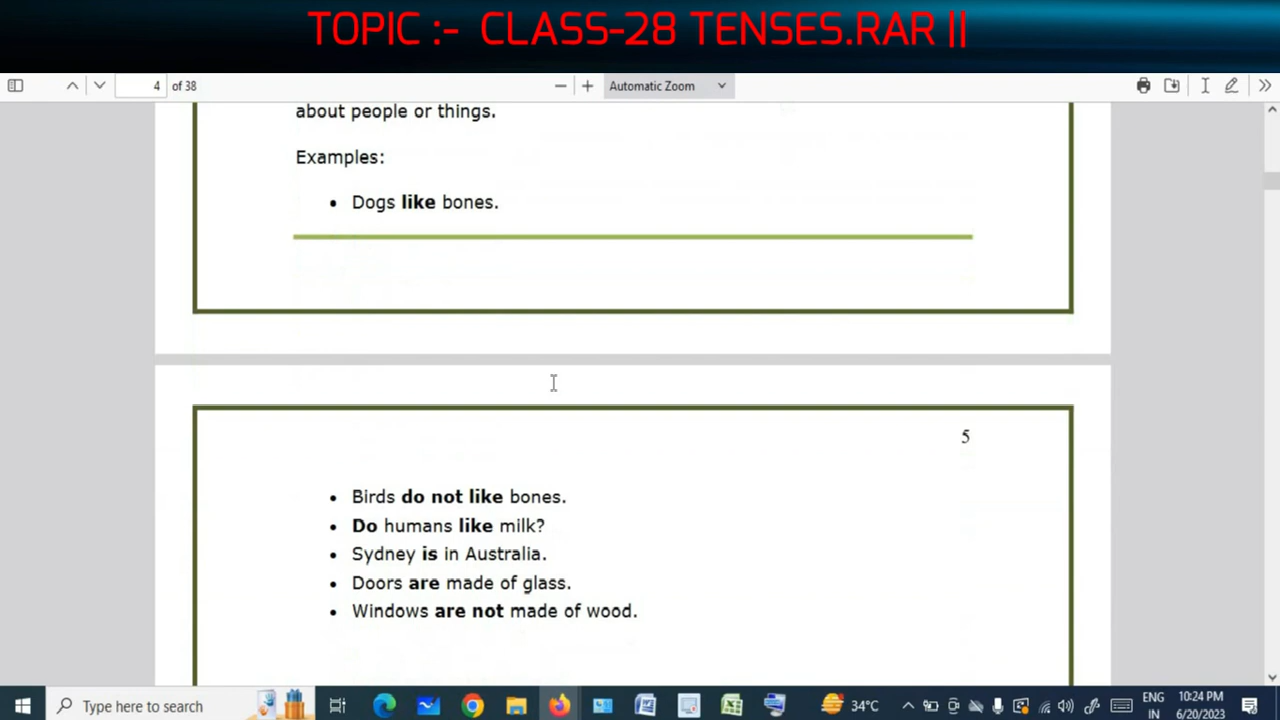 TOPIC :- CLASS-28 TENSES.RAR ||
4 of 38
Automatic Zoom
about people or things.
Examples:
• Dogs like bones.
5
• Birds do not like bones.
• Do humans like milk?
• Sydney is in Australia.
• Doors are made of glass.
• Windows are not made of wood.
Type here to search
34°C
ENG
IN
10:24 PM
6/20/2023